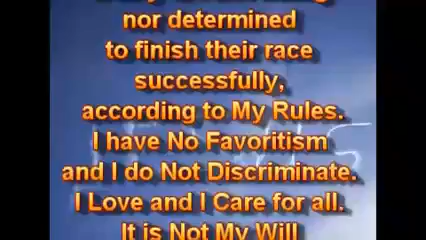 nor determined
to finish their race
successfully,
according to My Rules.
I have No Favoritism
and I do Not Discriminate.
I Love and I Care for all.
It is Not My Will